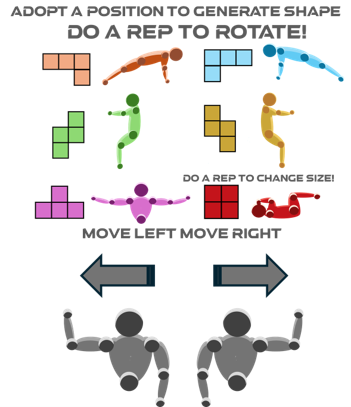 ADOPT A POSITION TO GENERATE SHAPE
DO A REP TO ROTATE!
DO A REP TO CHANGE SIZE!
MOVE LEFT MOVE RIGHT